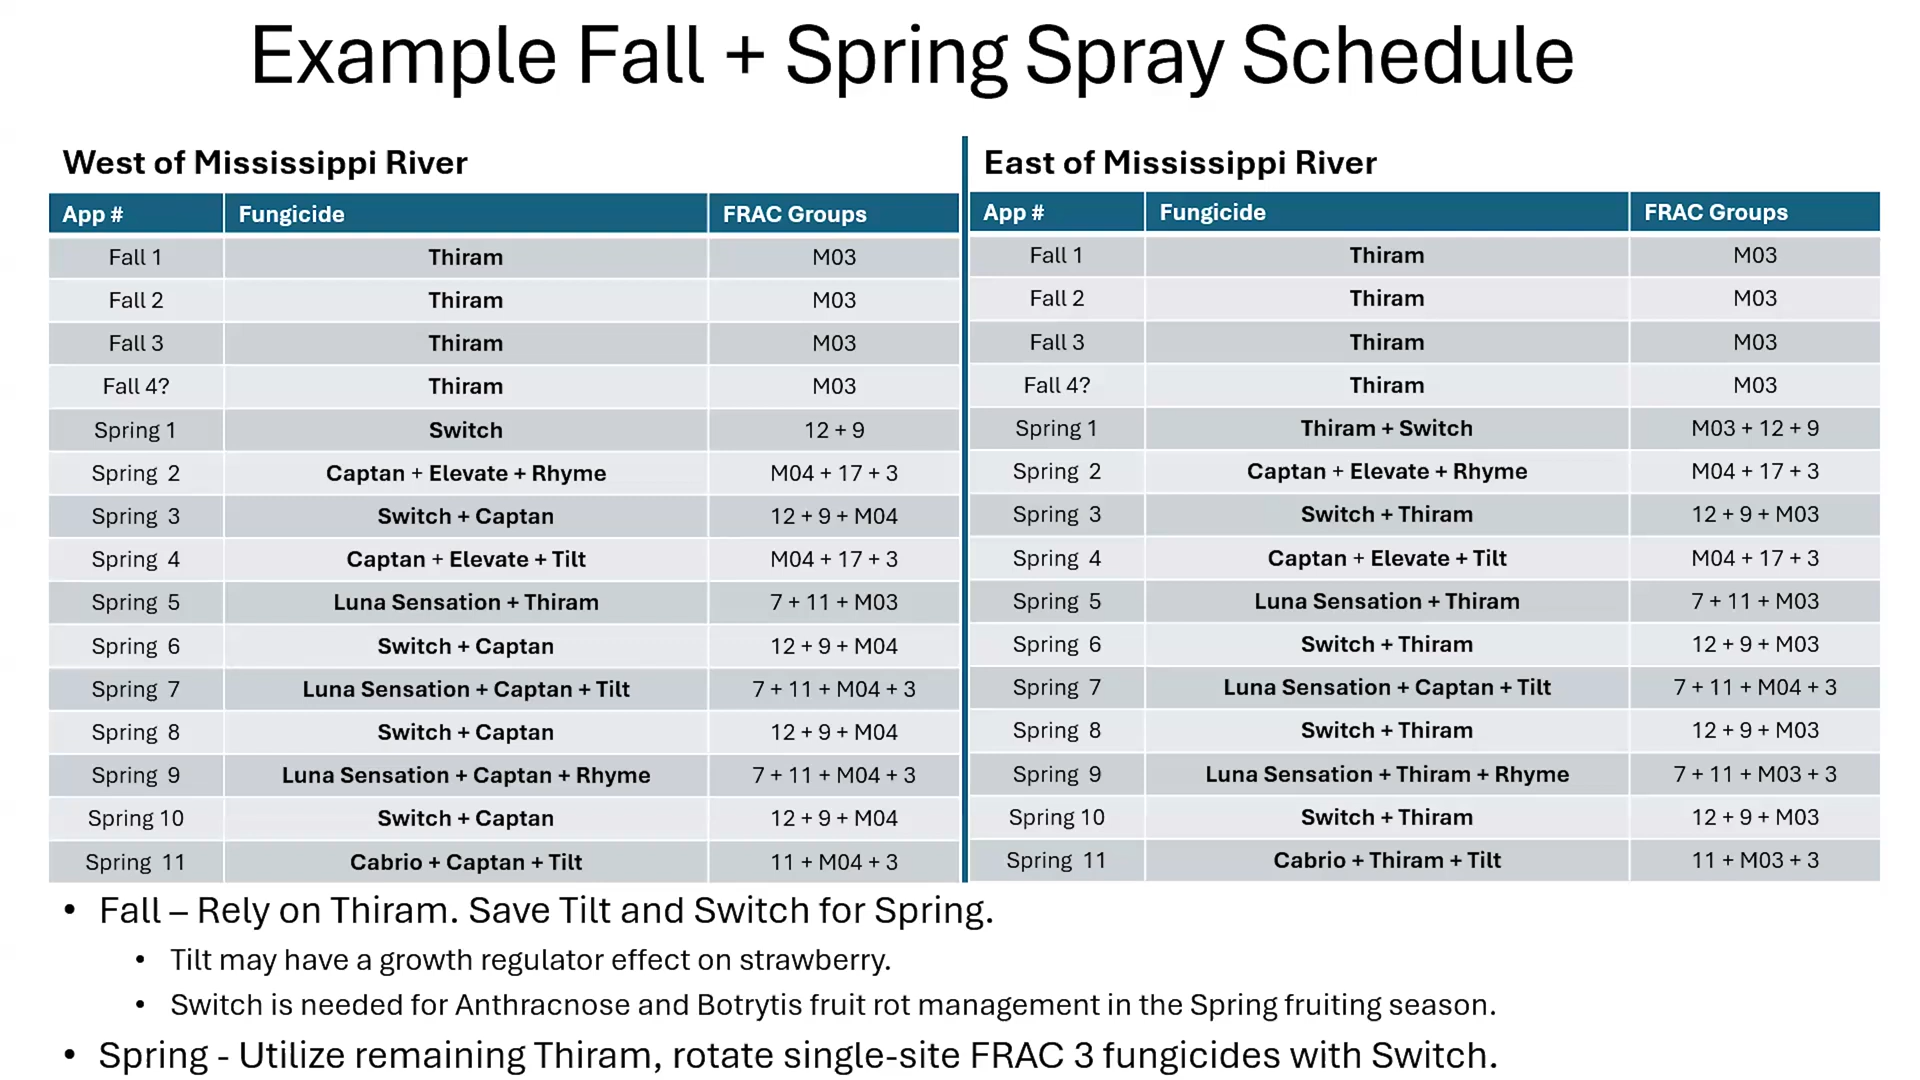 Example Fall + Spring Spray Schedule
West of Mississippi River
App # Fungicide FRAC Groups
Fall 1 Thiram M03
Fall 2 Thiram M03
Fall 3 Thiram M03
Fall 4? Thiram M03
Spring 1 Switch 12 + 9
Spring 2 Captan + Elevate + Rhyme M04 + 17 + 3
Spring 3 Switch + Captan 12 + 9 + M04
Spring 4 Captan + Elevate + Tilt M04 + 17 + 3
Spring 5 Luna Sensation + Thiram 7 + 11 + M03
Spring 6 Switch + Captan 12 + 9 + M04
Spring 7 Luna Sensation + Captan + Tilt 7 + 11 + M04 + 3
Spring 8 Switch + Captan 12 + 9 + M04
Spring 9 Luna Sensation + Captan + Rhyme 7 + 11 + M04 + 3
Spring 10 Switch + Captan 12 + 9 + M04
Spring 11 Cabrio + Captan + Tilt 11 + M04 + 3
East of Mississippi River
App # Fungicide FRAC Groups
Fall 1 Thiram M03
Fall 2 Thiram M03
Fall 3 Thiram M03
Fall 4? Thiram M03
Spring 1 Thiram + Switch M03 + 12 + 9
Spring 2 Captan + Elevate + Rhyme M04 + 17 + 3
Spring 3 Switch + Thiram 12 + 9 + M03
Spring 4 Captan + Elevate + Tilt M04 + 17 + 3
Spring 5 Luna Sensation + Thiram 7 + 11 + M03
Spring 6 Switch + Thiram 12 + 9 + M03
Spring 7 Luna Sensation + Captan + Tilt 7 + 11 + M04 + 3
Spring 8 Switch + Thiram 12 + 9 + M03
Spring 9 Luna Sensation + Thiram + Rhyme 7 + 11 + M03 + 3
Spring 10 Switch + Thiram 12 + 9 + M03
Spring 11 Cabrio + Thiram + Tilt 11 + M03 + 3
• Fall – Rely on Thiram. Save Tilt and Switch for Spring.
• Tilt may have a growth regulator effect on strawberry.
• Switch is needed for Anthracnose and Botrytis fruit rot management in the Spring fruiting season.
• Spring - Utilize remaining Thiram, rotate single-site FRAC 3 fungicides with Switch.